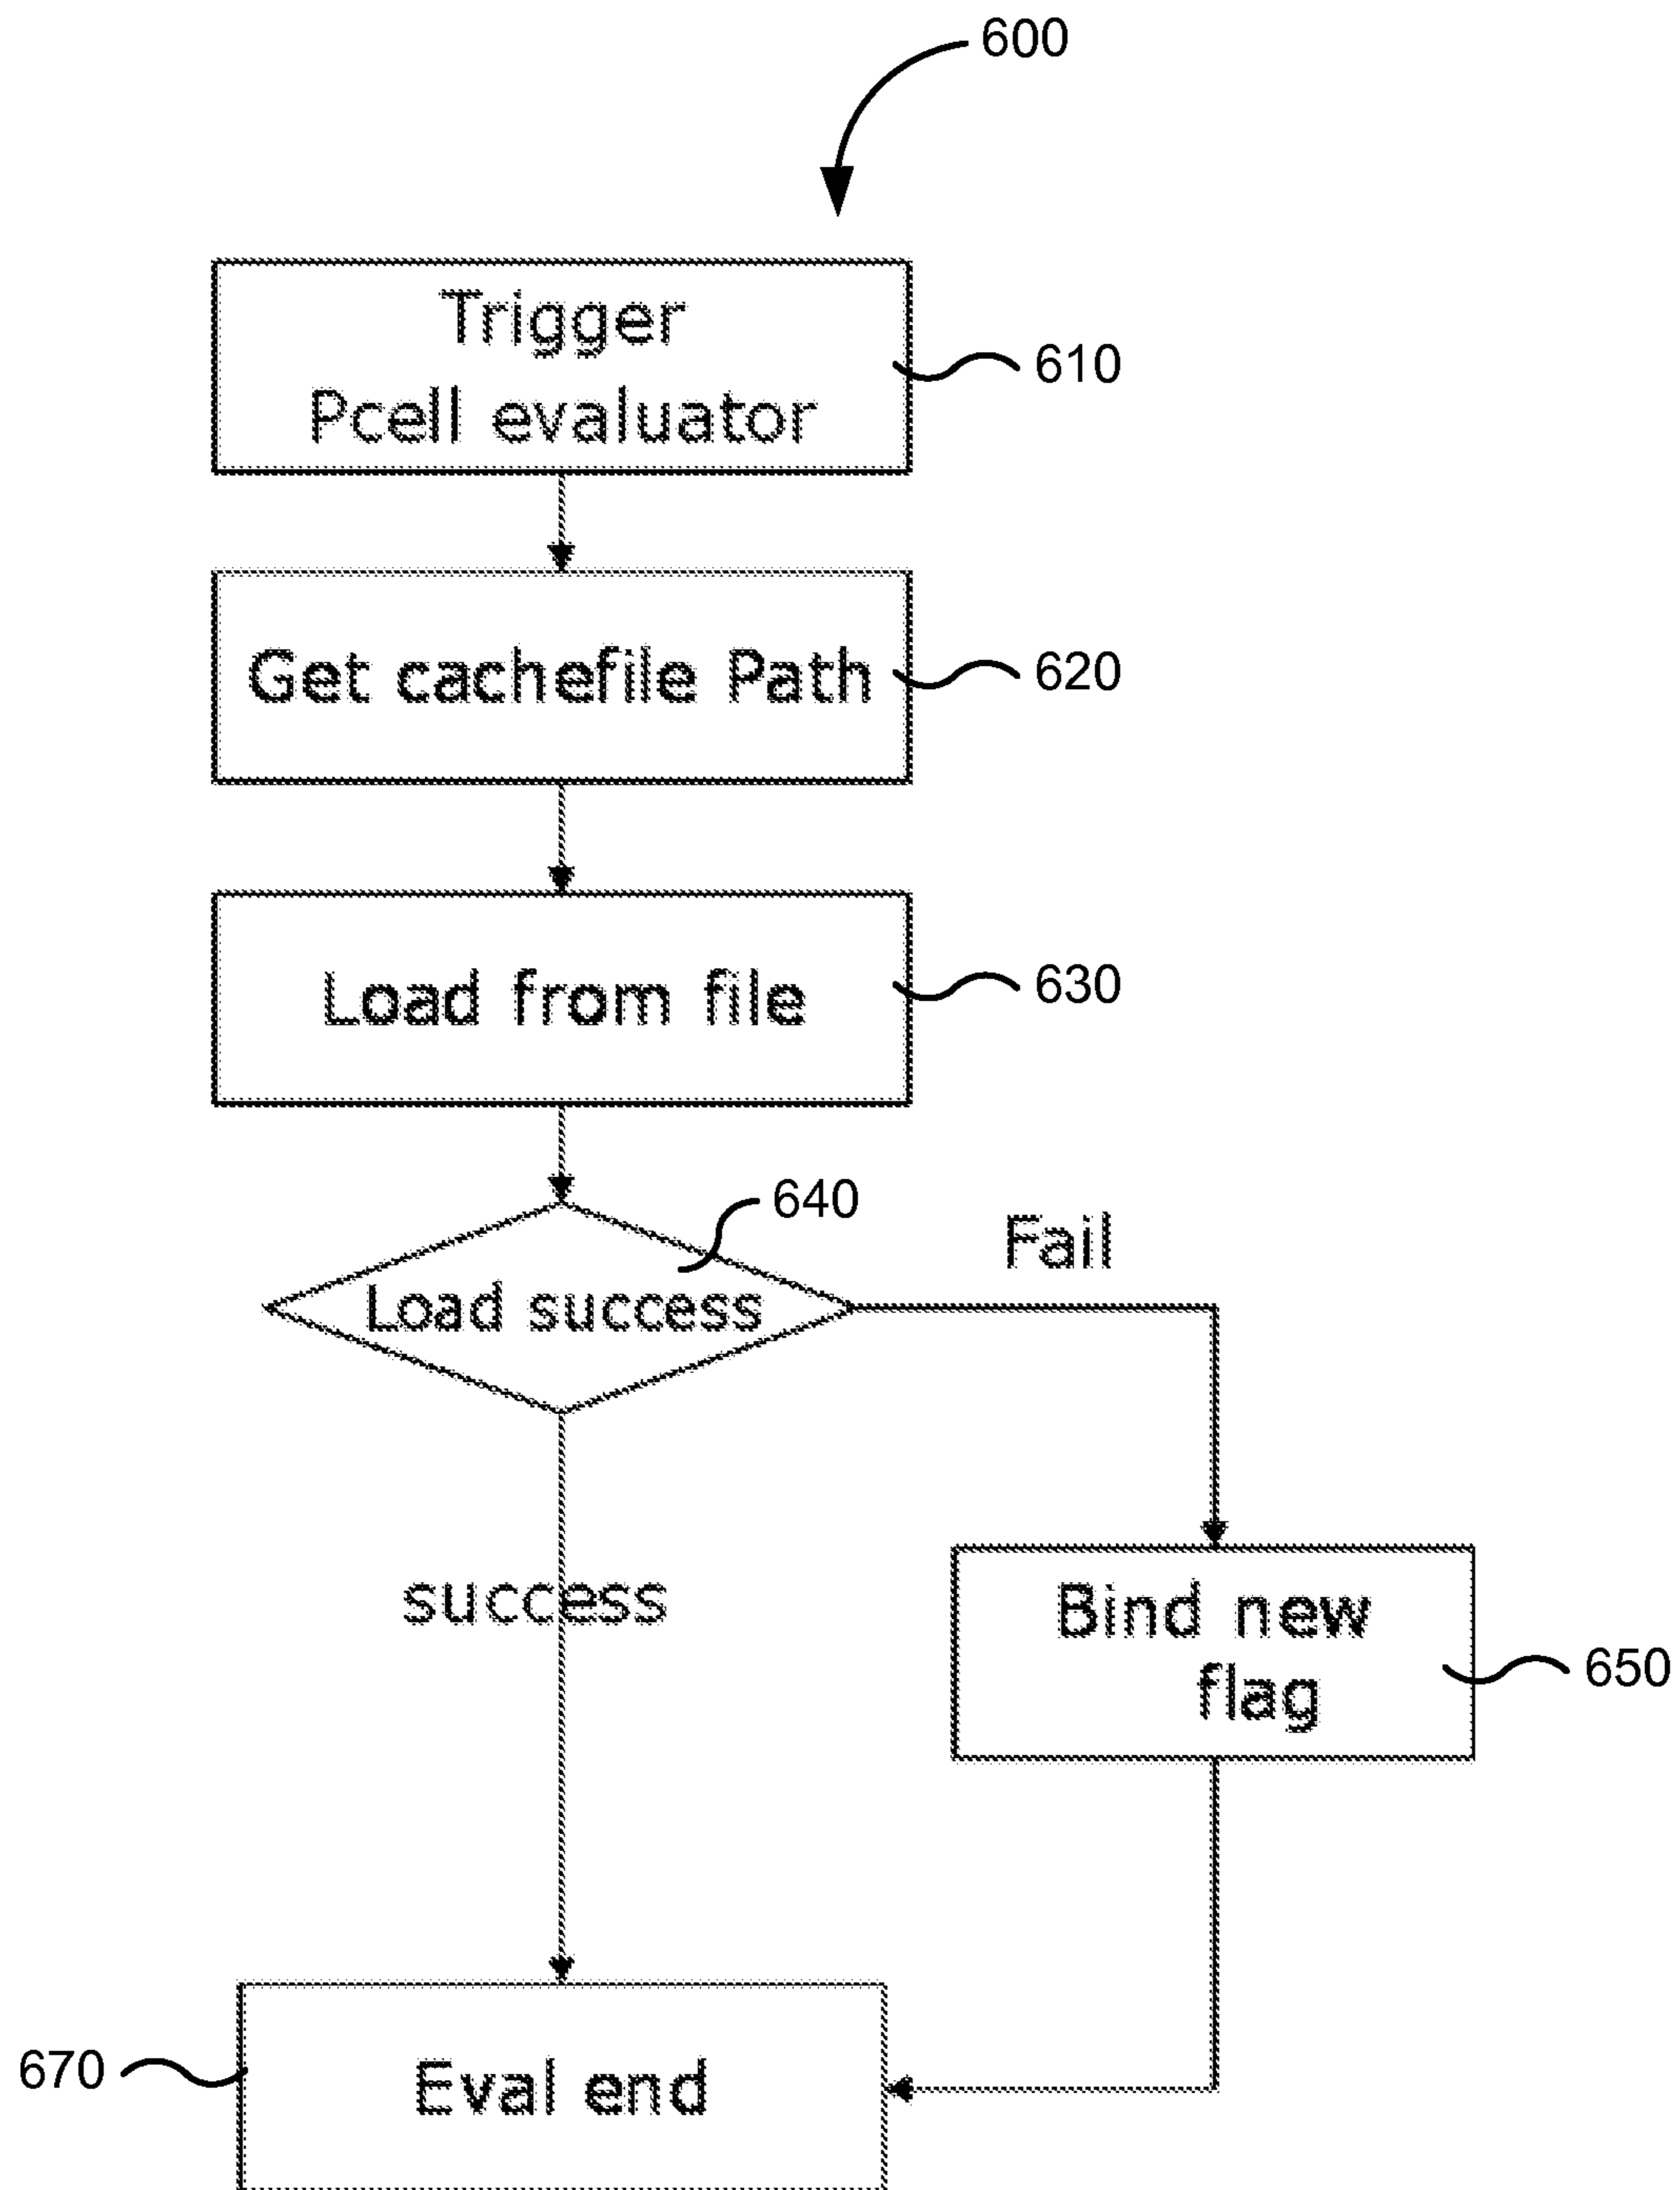 600
Trigger
Pcell evaluator
610
Get cachefile Path
620
Load from file
630
640
Load success
Fail
success
Bind new
flag
650
670
Eval end